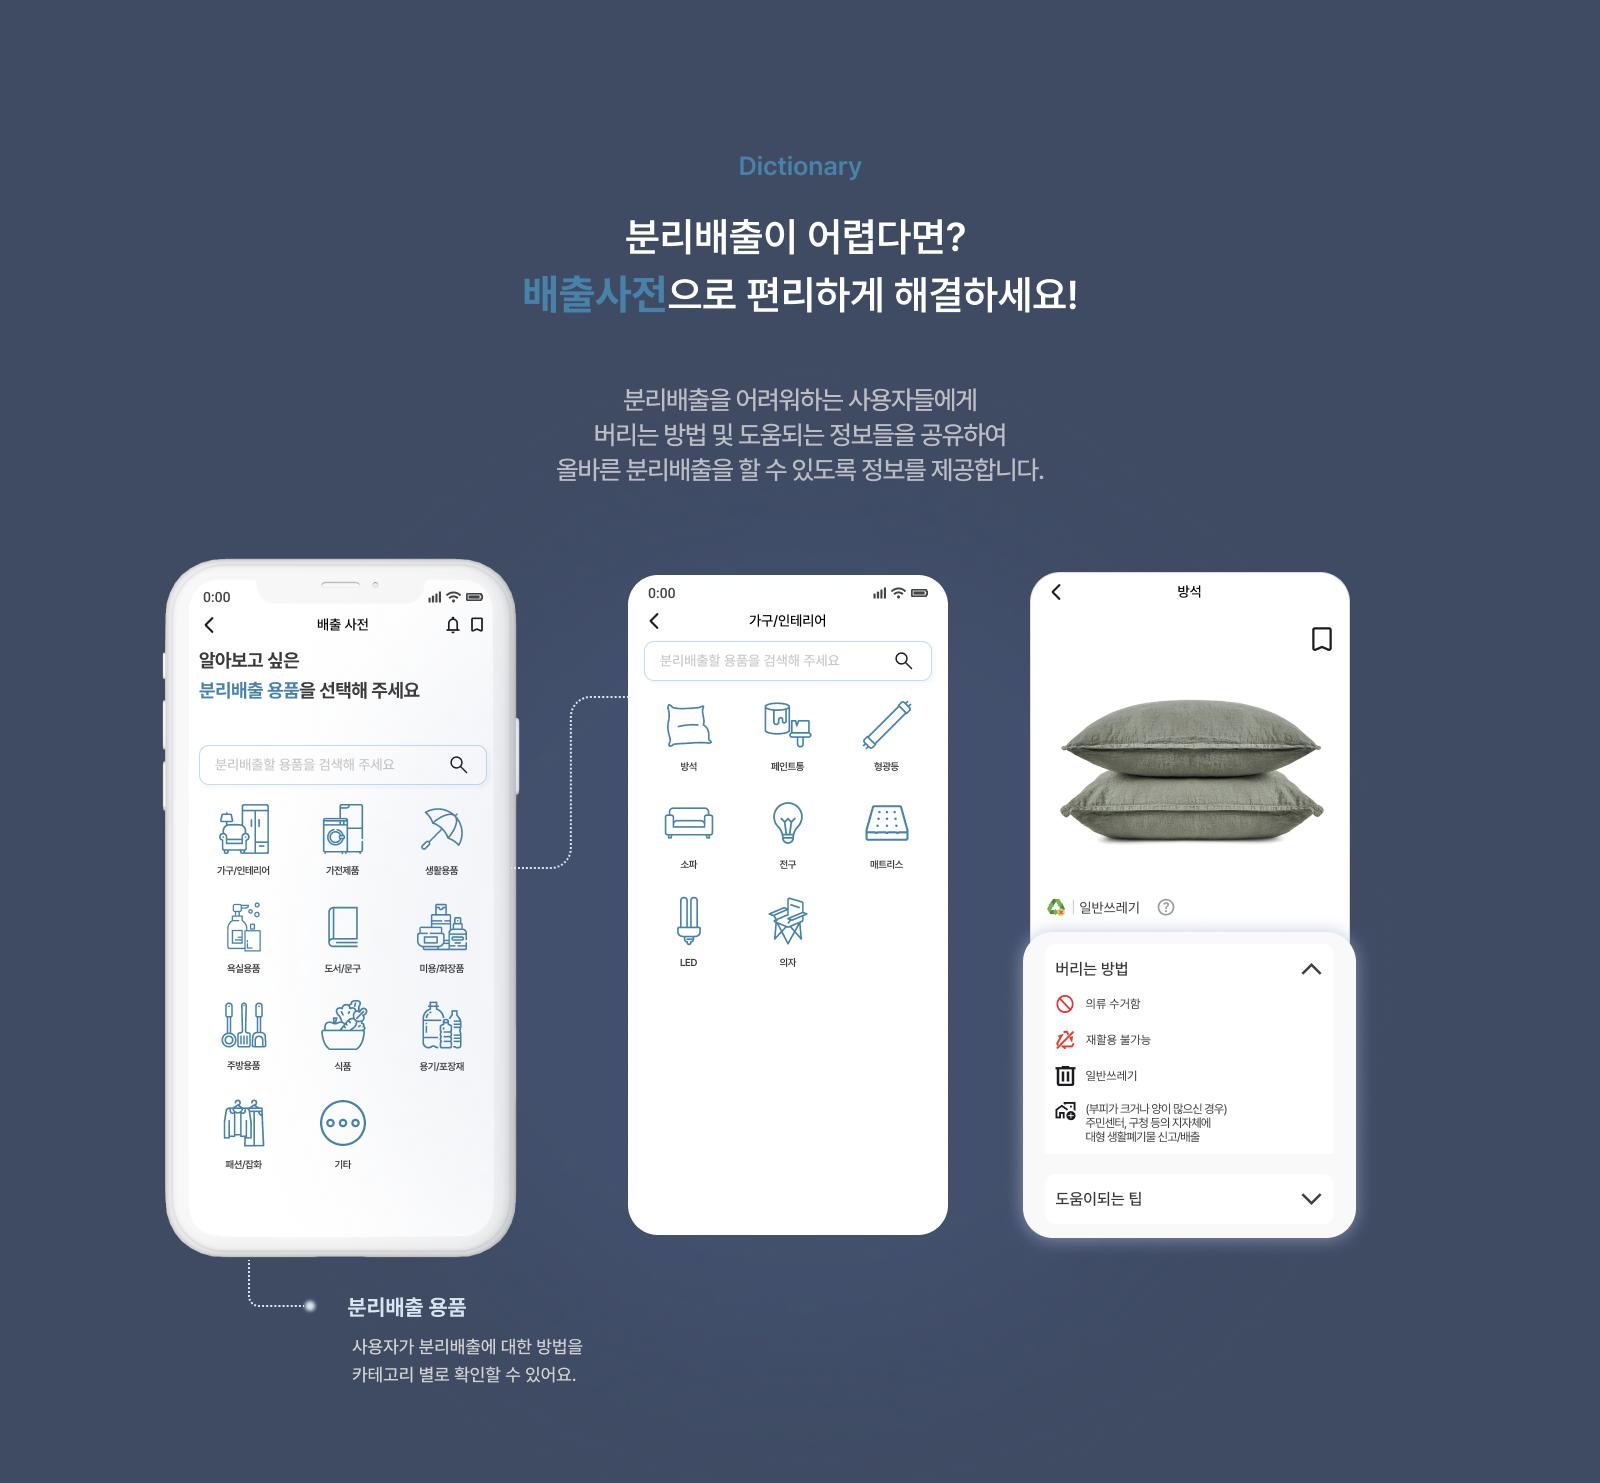 Dictionary
분리배출이 어렵다면?
배출사전으로 편리하게 해결하세요!
분리배출을 어려워하는 사용자들에게
버리는 방법 및 도움되는 정보들을 공유하여
올바른 분리배출을 할 수 있도록 정보를 제공합니다.
0:00
배출 사전
알아보고 싶은
분리배출 용품을 선택해 주세요
분리배출할 용품을 검색해 주세요
가구/인테리어
가전제품
생활용품
욕실용품
도서/문구
미용/화장품
주방용품
식품
용기/포장재
패션/잡화
기타
0:00
가구/인테리어
분리배출할 용품을 검색해 주세요
방석
페인트통
형광등
소파
전구
매트리스
LED
의자
방석
일반쓰레기
?
버리는 방법
의류 수거함
재활용 불가능
일반쓰레기
(부피가 크거나 양이 많으신 경우)
주민센터, 구청 등의 지자체에
대형 생활폐기물 신고/배출
도움이되는 팁
분리배출 용품
사용자가 분리배출에 대한 방법을
카테고리 별로 확인할 수 있어요.